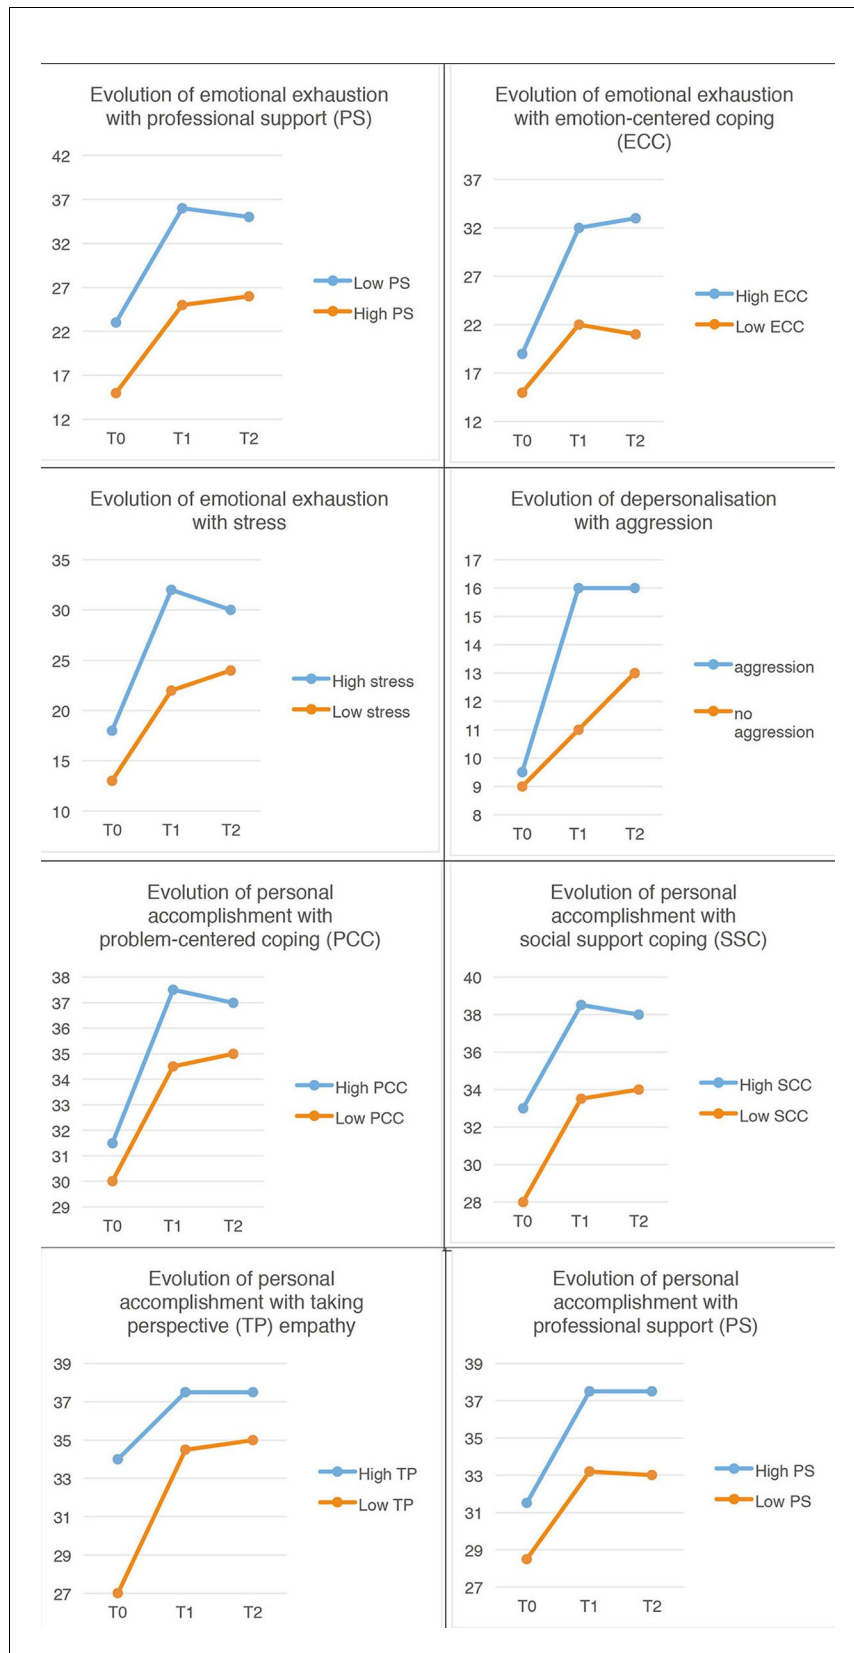 Evolution of emotional exhaustion
with professional support (PS)
42
37
32
27
22
17
12
T0
T1
T2
Low PS
High PS
Evolution of emotional exhaustion
with emotion-centered coping
(ECC)
37
32
27
22
17
12
T0
T1
T2
High ECC
Low ECC
Evolution of emotional exhaustion
with stress
35
30
25
20
15
10
T0
T1
T2
High stress
Low stress
Evolution of depersonalisation
with aggression
17
16
15
14
13
12
11
10
9
8
T0
T1
T2
aggression
no
aggression
Evolution of personal
accomplishment with
problem-centered coping (PCC)
38
37
36
35
34
33
32
31
30
29
T0
T1
T2
High PCC
Low PCC
Evolution of personal
accomplishment with
social support coping (SSC)
40
38
36
34
32
30
28
T0
T1
T2
High SCC
Low SCC
Evolution of personal
accomplishment with taking
perspective (TP) empathy
39
37
35
33
31
29
27
T0
T1
T2
High TP
Low TP
Evolution of personal
accomplishment with
professional support (PS)
39
37
35
33
31
29
27
T0
T1
T2
High PS
Low PS